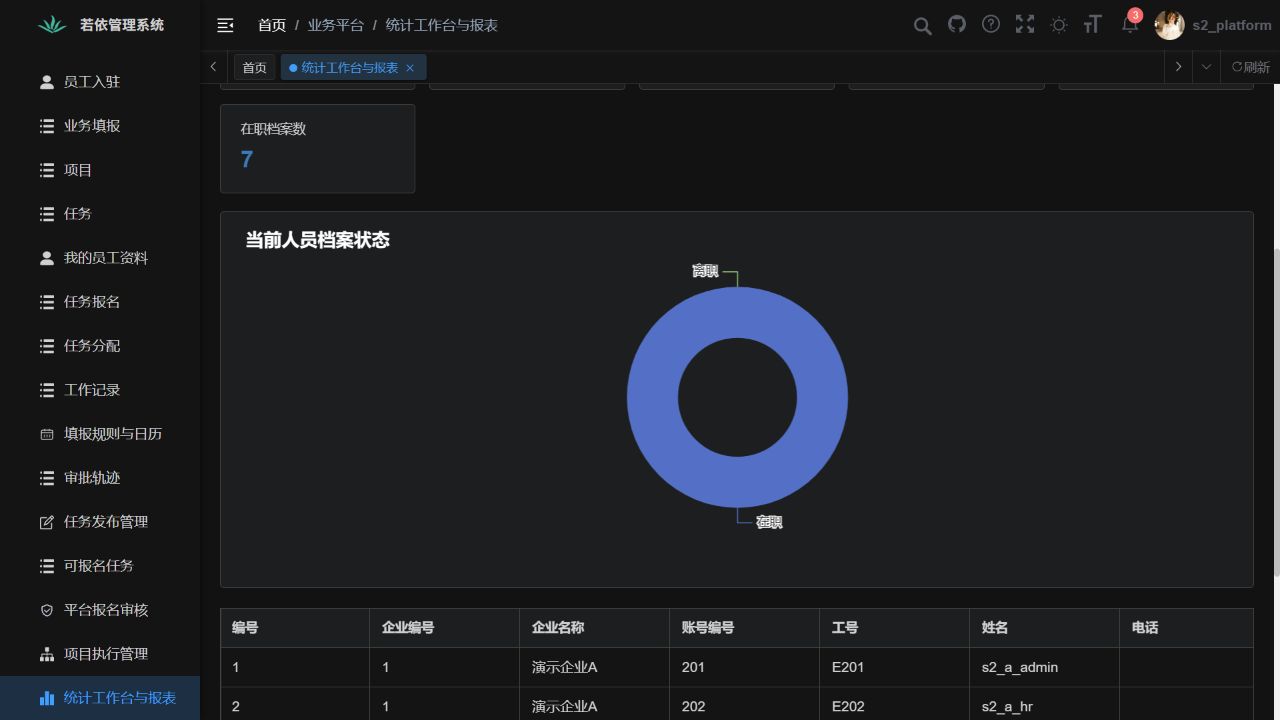 若依管理系统
首页 / 业务平台 / 统计工作台与报表
3
s2_platform
首页
统计工作台与报表
刷新
员工入驻
业务填报
项目
任务
我的员工资料
任务报名
任务分配
工作记录
填报规则与日历
审批轨迹
任务发布管理
可报名任务
平台报名审核
项目执行管理
统计工作台与报表
在职档案数
7
当前人员档案状态
离职
在职
编号 企业编号 企业名称 账号编号 工号 姓名 电话
1 1 演示企业A 201 E201 s2_a_admin
2 1 演示企业A 202 E202 s2_a_hr